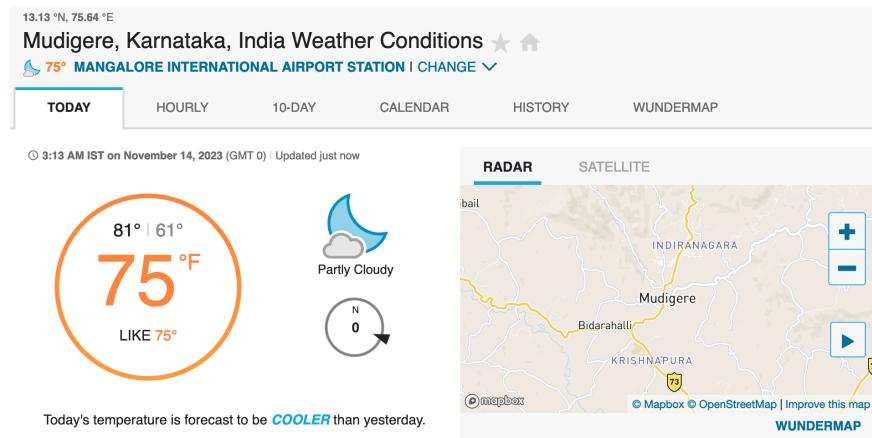 13.13 °N, 75.64 °E
Mudigere, Karnataka, India Weather Conditions
75° MANGALORE INTERNATIONAL AIRPORT STATION | CHANGE
TODAY HOURLY 10-DAY CALENDAR HISTORY WUNDERMAP
3:13 AM IST on November 14, 2023 (GMT 0) | Updated just now
81° | 61°
75 °F
LIKE 75°
Partly Cloudy
N
0
Today's temperature is forecast to be COOLER than yesterday.
RADAR SATELLITE
bail
INDIRANAGARA
Mudigere
Bidarahalli
KRISHNAPURA
73
mapbox
© Mapbox © OpenStreetMap | Improve this map
WUNDERMAP